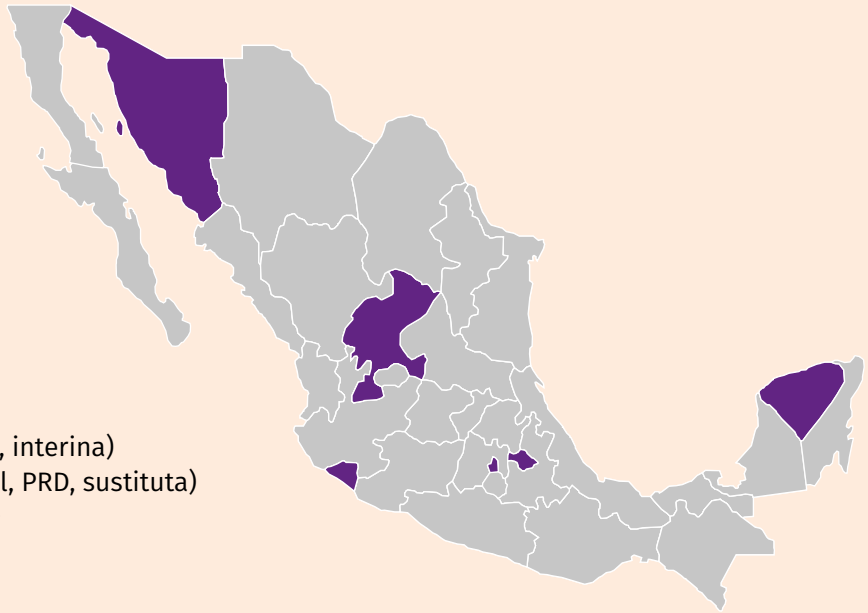 , interina)
l, PRD, sustituta)